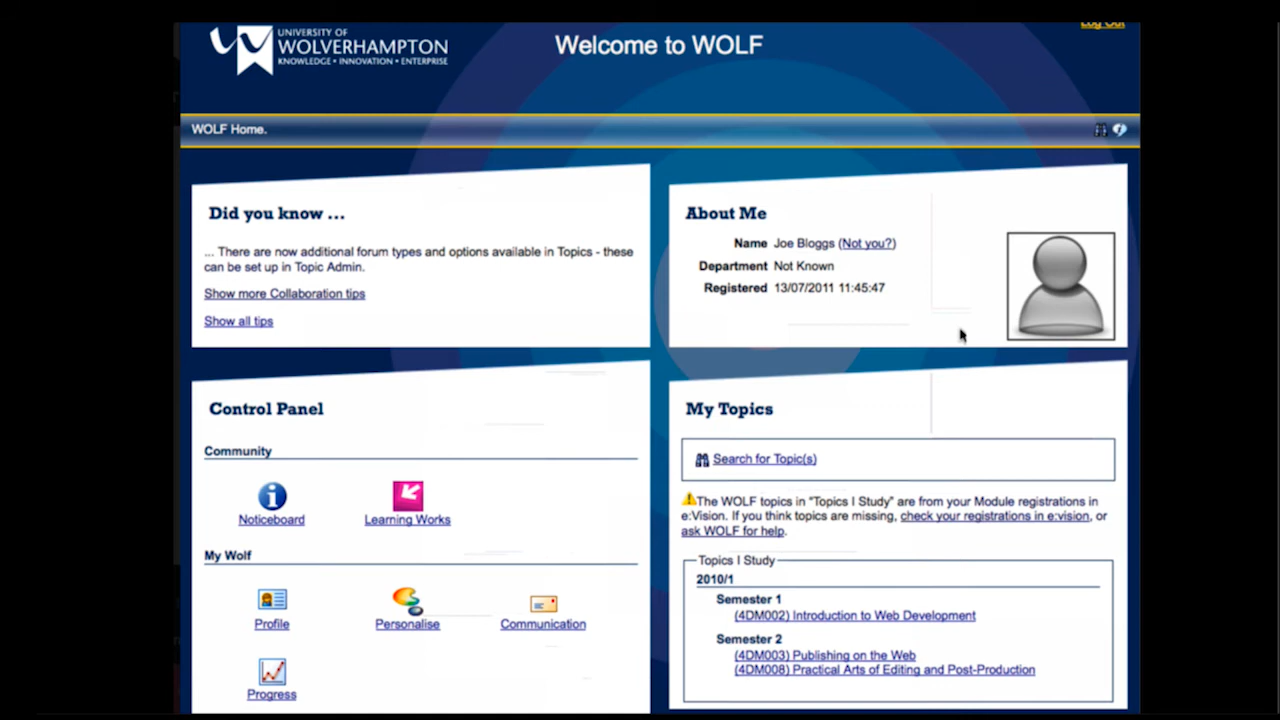 UNIVERSITY OF
WOLVERHAMPTON
KNOWLEDGE • INNOVATION • ENTERPRISE
Welcome to WOLF
Log Out
WOLF Home.
Did you know ...
... There are now additional forum types and options available in Topics - these
can be set up in Topic Admin.
Show more Collaboration tips
Show all tips
About Me
Name Joe Bloggs (Not you?)
Department Not Known
Registered 13/07/2011 11:45:47
Control Panel
Community
Noticeboard
Learning Works
My Wolf
Profile
Personalise
Communication
Progress
My Topics
Search for Topic(s)
The WOLF topics in "Topics I Study" are from your Module registrations in
e:Vision. If you think topics are missing, check your registrations in e:vision, or
ask WOLF for help.
Topics I Study
2010/1
Semester 1
(4DM002) Introduction to Web Development
Semester 2
(4DM003) Publishing on the Web
(4DM008) Practical Arts of Editing and Post-Production